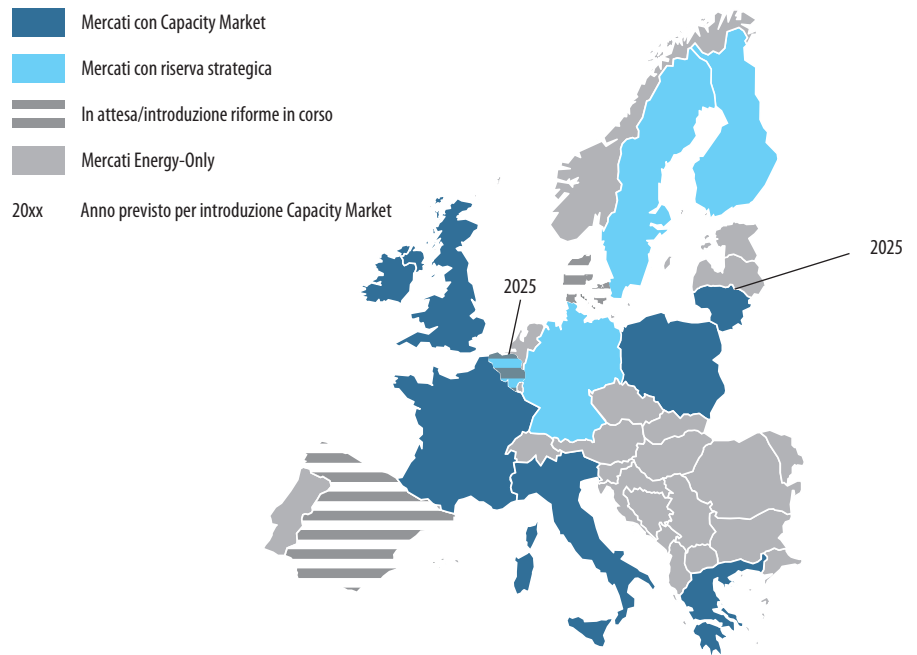 Mercati con Capacity Market
Mercati con riserva strategica
In attesa/introduzione riforme in corso
Mercati Energy-Only
20xx Anno previsto per introduzione Capacity Market
2025
2025